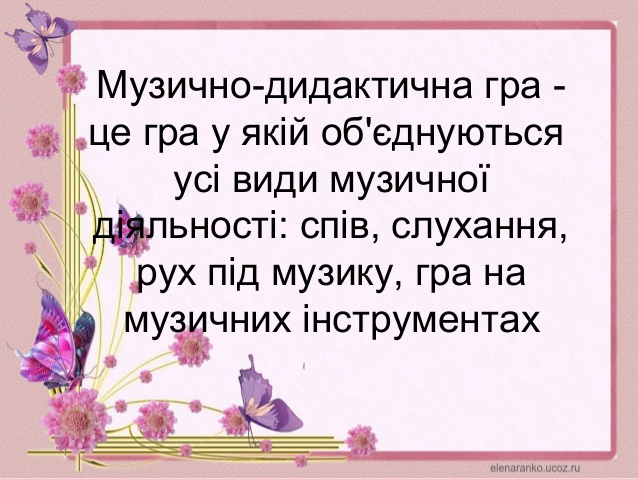 Музично-дидактична гра -
це гра у якій об'єднуються
усі види музичної
діяльності: спів, слухання,
рух під музику, гра на
музичних інструментах
elenaranko.ucoz.ru